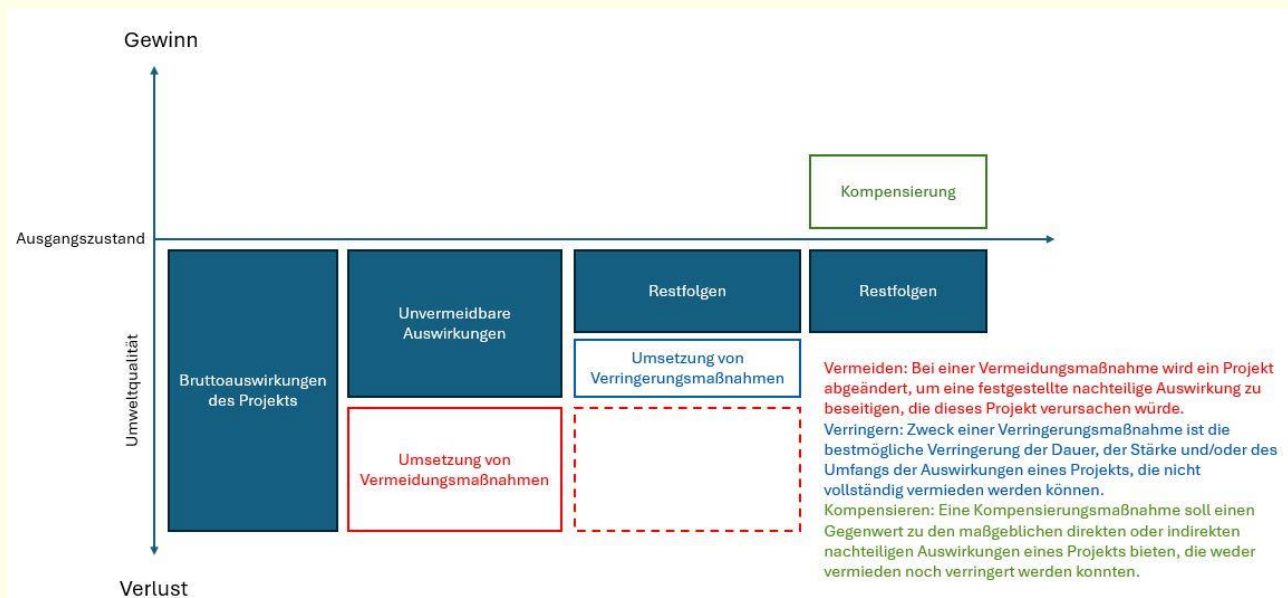 Gewinn
Kompensierung
Ausgangszustand
Umweltqualität
Bruttoauswirkungen
des Projekts
Unvermeidbare
Auswirkungen
Umsetzung von
Vermeidungsmaßnahmen
Restfolgen
Umsetzung von
Verringerungsmaßnahmen
Restfolgen
Vermeiden: Bei einer Vermeidungsmaßnahme wird ein Projekt
abgeändert, um eine festgestellte nachteilige Auswirkung zu
beseitigen, die dieses Projekt verursachen würde.
Verringern: Zweck einer Verringerungsmaßnahme ist die
bestmögliche Verringerung der Dauer, der Stärke und/oder des
Umfangs der Auswirkungen eines Projekts, die nicht
vollständig vermieden werden können.
Kompensieren: Eine Kompensierungsmaßnahme soll einen
Gegenwert zu den maßgeblichen direkten oder indirekten
nachteiligen Auswirkungen eines Projekts bieten, die weder
vermieden noch verringert werden konnten.
Verlust